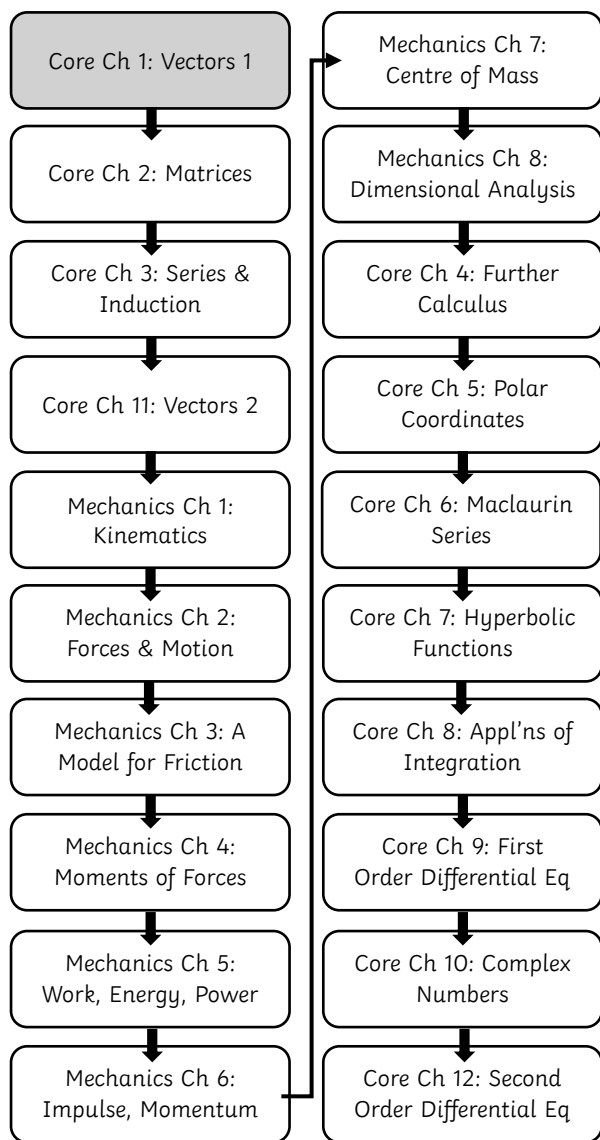 Core Ch 1: Vectors 1
Core Ch 2: Matrices
Core Ch 3: Series &
Induction
Core Ch 11: Vectors 2
Mechanics Ch 1:
Kinematics
Mechanics Ch 2:
Forces & Motion
Mechanics Ch 3: A
Model for Friction
Mechanics Ch 4:
Moments of Forces
Mechanics Ch 5:
Work, Energy, Power
Mechanics Ch 6:
Impulse, Momentum
Mechanics Ch 7:
Centre of Mass
Mechanics Ch 8:
Dimensional Analysis
Core Ch 4: Further
Calculus
Core Ch 5: Polar
Coordinates
Core Ch 6: Maclaurin
Series
Core Ch 7: Hyperbolic
Functions
Core Ch 8: Appl'ns of
Integration
Core Ch 9: First
Order Differential Eq
Core Ch 10: Complex
Numbers
Core Ch 12: Second
Order Differential Eq